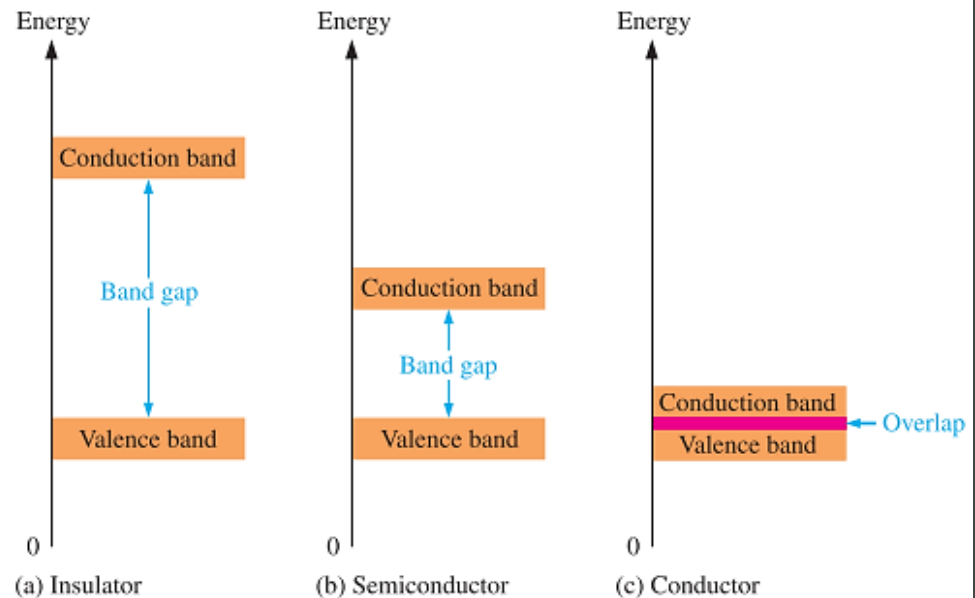 Energy
Conduction band
Band gap
Valence band
0
(a) Insulator
Energy
Conduction band
Band gap
Valence band
0
(b) Semiconductor
Energy
Conduction band
Overlap
Valence band
0
(c) Conductor